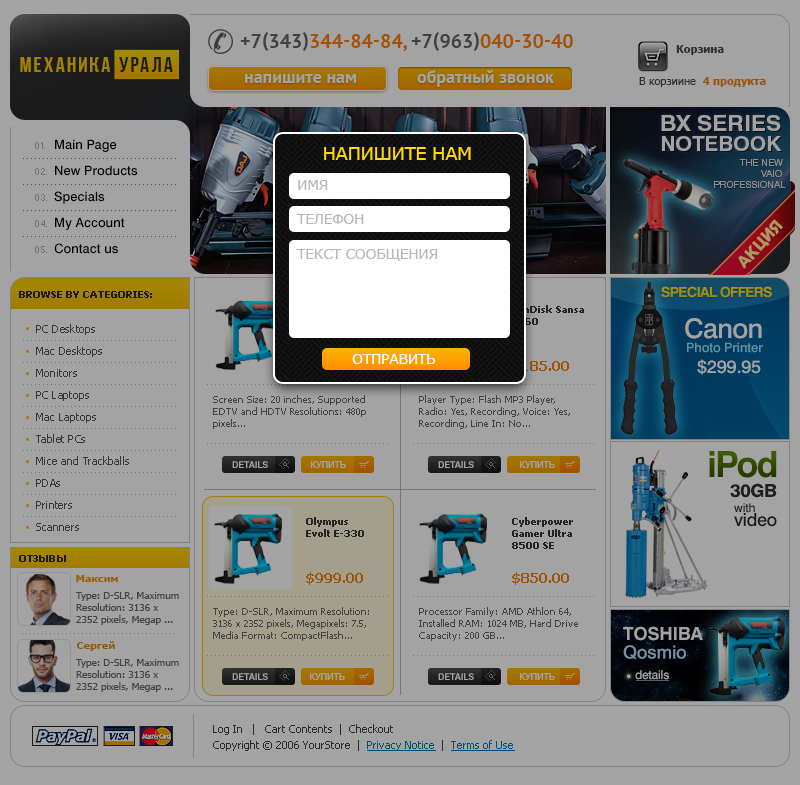 МЕХАНИКА УРАЛА
+7(343)344-84-84, +7(963)040-30-40
напишите нам
обратный звонок
Корзина
В корзиине 4 продукта
01. Main Page
02. New Products
03. Specials
04. My Account
05. Contact us
НАПИШИТЕ НАМ
ИМЯ
ТЕЛЕФОН
ТЕКСТ СООБЩЕНИЯ
ОТПРАВИТЬ
BX SERIES
NOTEBOOK
THE NEW
VAIO
PROFESSIONAL
АКЦИЯ
BROWSE BY CATEGORIES:
PC Desktops
Mac Desktops
Monitors
PC Laptops
Mac Laptops
Tablet PCs
Mice and Trackballs
PDAs
Printers
Scanners
Screen Size: 20 inches, Supported
EDTV and HDTV Resolutions: 480p
pixels...
DETAILS
КУПИТЬ
nDisk Sansa
60
85.00
Player Type: Flash MP3 Player,
Radio: Yes, Recording, Voice: Yes,
Recording, Line In: No...
DETAILS
КУПИТЬ
SPECIAL OFFERS
Canon
Photo Printer
$299.95
iPod
30GB
with
video
ОТЗЫВЫ
Максим
Type: D-SLR, Maximum
Resolution: 3136 x
2352 pixels, Megap ...
Сергей
Type: D-SLR, Maximum
Resolution: 3136 x
2352 pixels, Megap ...
Olympus
Evolt E-330
$999.00
Type: D-SLR, Maximum Resolution:
3136 x 2352 pixels, Megapixels: 7.5,
Media Format: CompactFlash...
DETAILS
КУПИТЬ
Cyberpower
Gamer Ultra
8500 SE
$850.00
Processor Family: AMD Athlon 64,
Installed RAM: 1024 MB, Hard Drive
Capacity: 200 GB...
DETAILS
КУПИТЬ
TOSHIBA
Qosmio
details
PayPal VISA MasterCard
Log In | Cart Contents | Checkout
Copyright © 2006 YourStore | Privacy Notice | Terms of Use